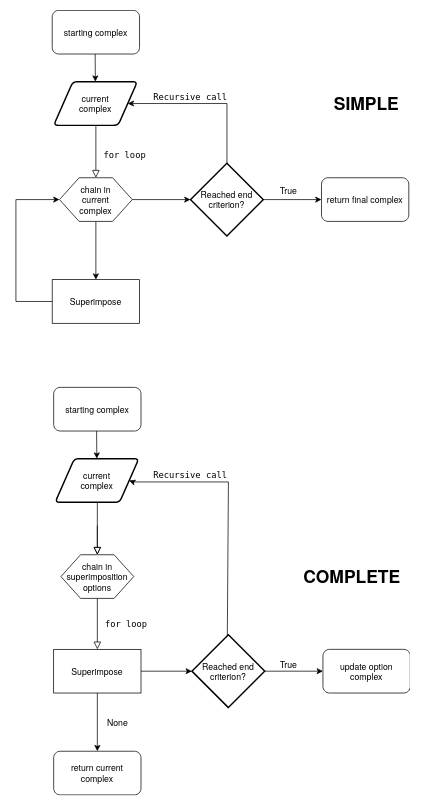 starting complex
current
complex
Recursive call
SIMPLE
for loop
chain in
current
complex
Reached end
criterion?
True
return final complex
Superimpose
starting complex
current
complex
Recursive call
chain in
superimposition
options
COMPLETE
for loop
Superimpose
Reached end
criterion?
True
update option
complex
None
return current
complex